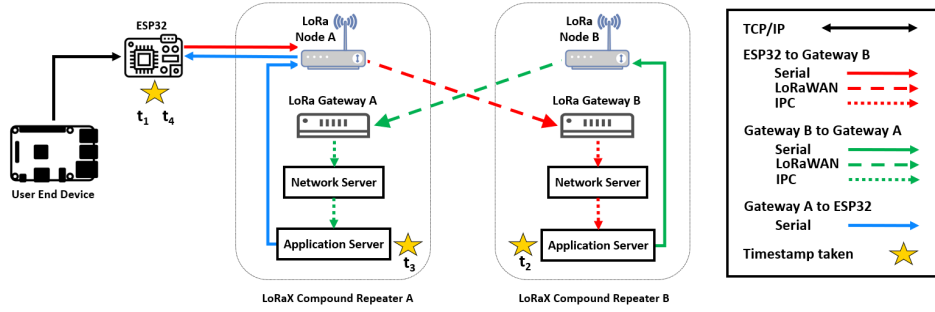 ESP32
t1 t4
User End Device
LoRa
Node A
LoRa Gateway A
Network Server
Application Server
t3
LoRaX Compound Repeater A
LoRa
Node B
LoRa Gateway B
Network Server
Application Server
t2
LoRaX Compound Repeater B
TCP/IP
ESP32 to Gateway B
Serial
LoRaWAN
IPC
Gateway B to Gateway A
Serial
LoRaWAN
IPC
Gateway A to ESP32
Serial
Timestamp taken